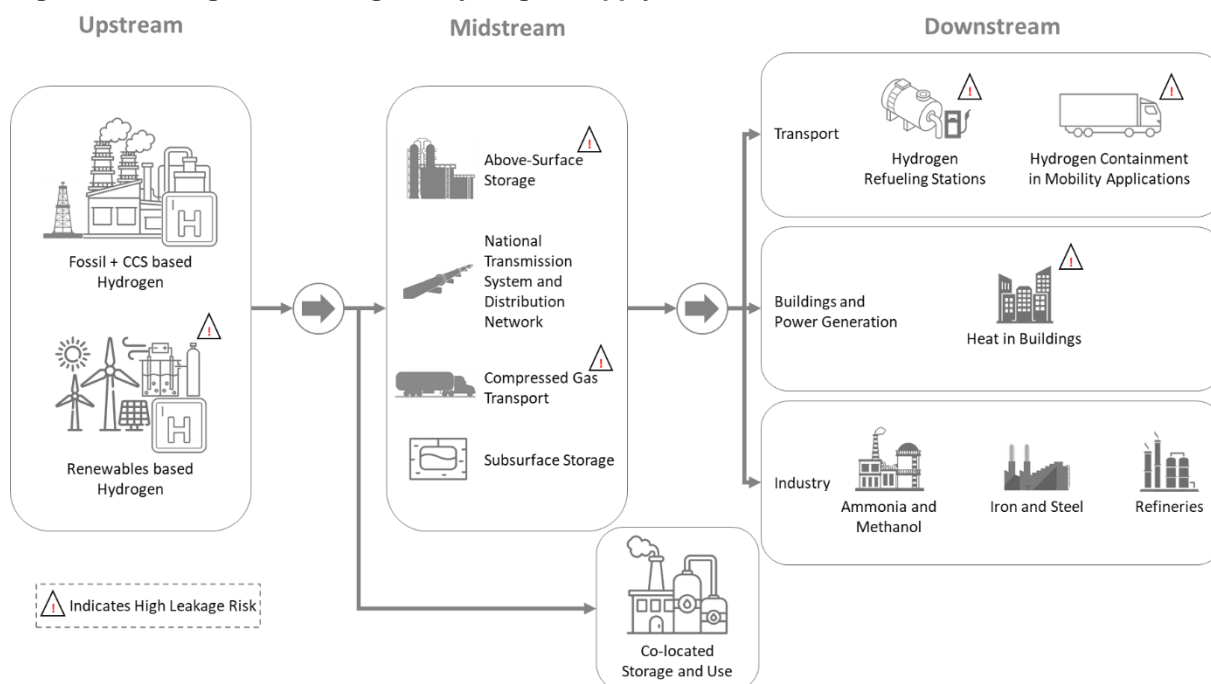 Upstream
Midstream
Downstream
Fossil + CCS based
Hydrogen
H
Renewables based
Hydrogen
H
! Indicates High Leakage Risk
Above-Surface
Storage
!
National
Transmission
System and
Distribution
Network
Compressed Gas
Transport
!
Subsurface Storage
Co-located
Storage and Use
Transport
Hydrogen
Refueling Stations
!
Hydrogen Containment
in Mobility Applications
!
Buildings and
Power Generation
Heat in Buildings
!
Industry
Ammonia and
Methanol
Iron and Steel
Refineries